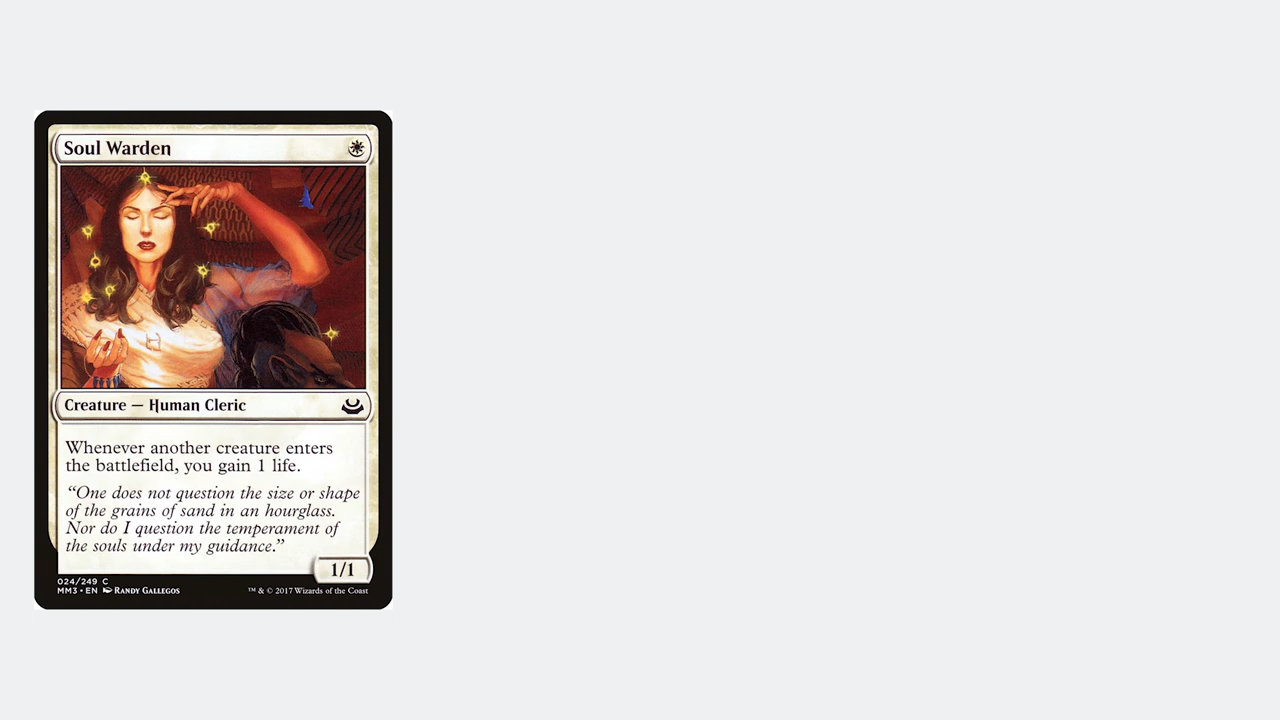 Soul Warden
Creature — Human Cleric
Whenever another creature enters
the battlefield, you gain 1 life.
“One does not question the size or shape
of the grains of sand in an hourglass.
Nor do I question the temperament of
the souls under my guidance.”
1/1
024/249 C
MM3 • EN Randy Gallegos
™ & © 2017 Wizards of the Coast